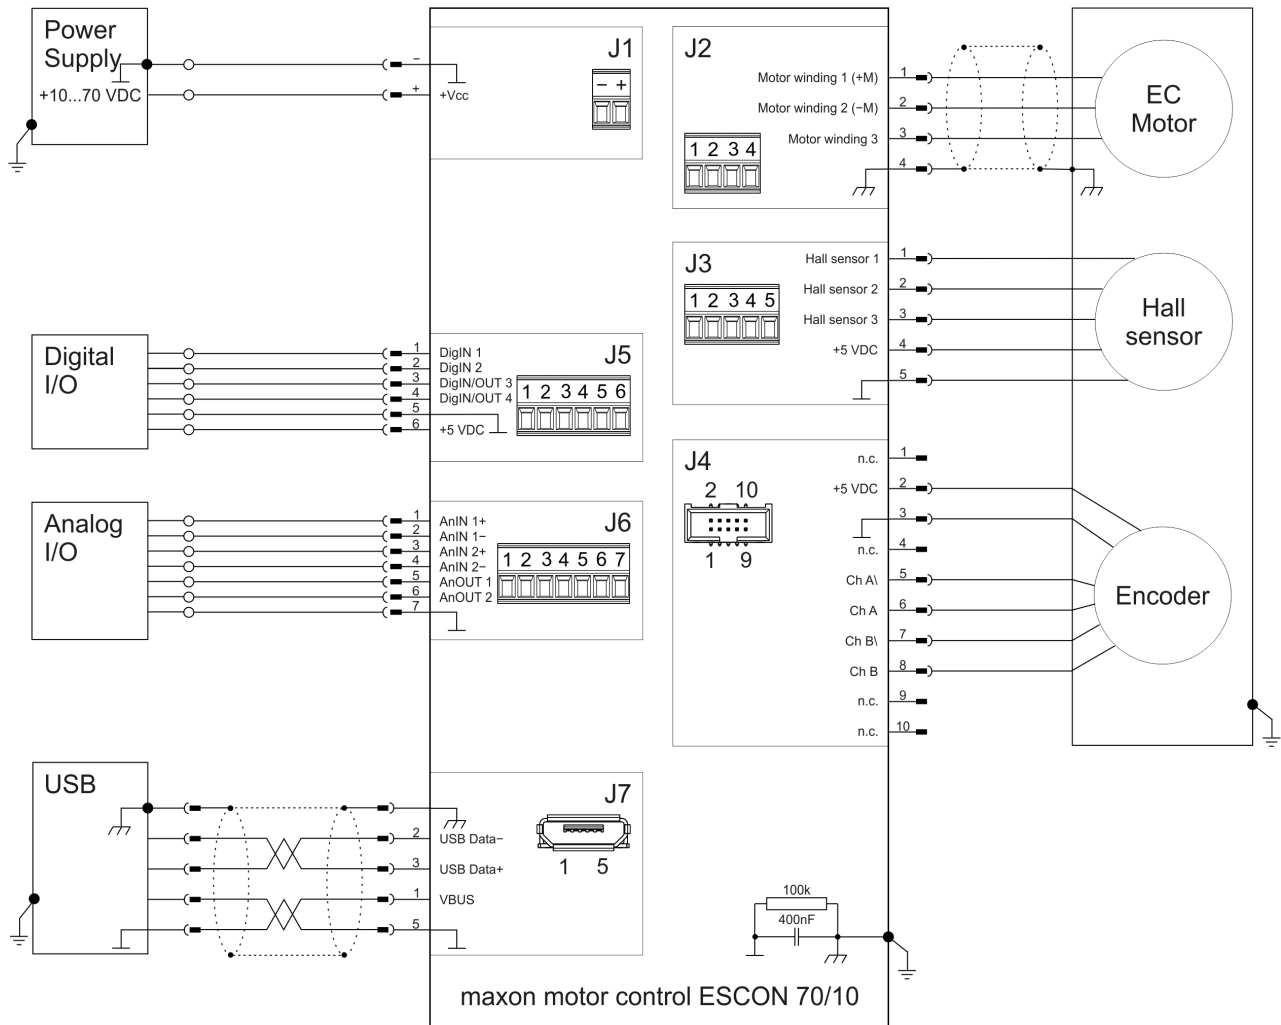 Power
Supply
+10...70 VDC
−
+
+Vcc
J1
− +
J2
Motor winding 1 (+M)
Motor winding 2 (−M)
Motor winding 3
1 2 3 4
1
2
3
4
EC
Motor
J3
Hall sensor 1
Hall sensor 2
Hall sensor 3
+5 VDC
1 2 3 4 5
1
2
3
4
5
Hall
sensor
Digital
I/O
1
2
3
4
5
6
DigIN 1
DigIN 2
DigIN/OUT 3
DigIN/OUT 4
+5 VDC
J5
1 2 3 4 5 6
J4
2 10
1 9
n.c.
+5 VDC
n.c.
Ch A\
Ch A
Ch B\
Ch B
n.c.
n.c.
1
2
3
4
5
6
7
8
9
10
Encoder
Analog
I/O
1
2
3
4
5
6
7
AnIN 1+
AnIN 1−
AnIN 2+
AnIN 2−
AnOUT 1
AnOUT 2
J6
1 2 3 4 5 6 7
USB
2
3
1
5
USB Data−
USB Data+
VBUS
J7
1 5
100k
400nF
maxon motor control ESCON 70/10